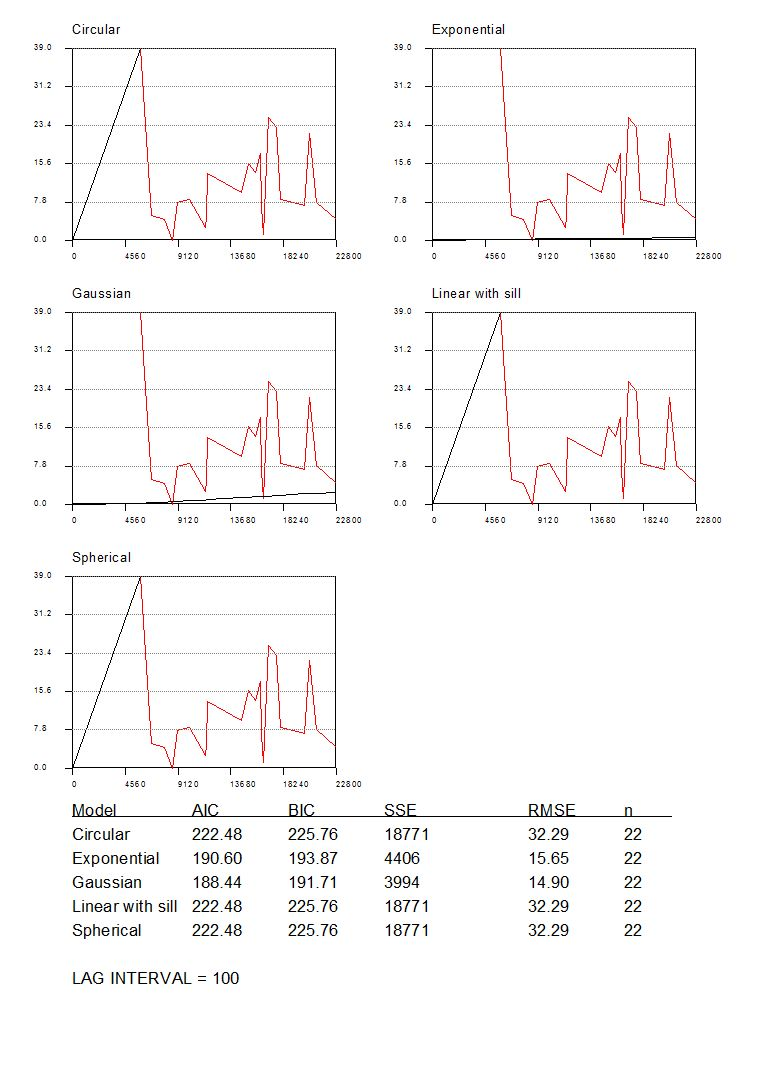 Circular Exponential
39.0 39.0
31.2 31.2
23.4 23.4
15.6 15.6
7.8 7.8
0.0 0.0
0 4560 9120 13680 18240 22800 0 4560 9120 13680 18240 22800
Gaussian Linear with sill
39.0 39.0
31.2 31.2
23.4 23.4
15.6 15.6
7.8 7.8
0.0 0.0
0 4560 9120 13680 18240 22800 0 4560 9120 13680 18240 22800
Spherical
39.0
31.2
23.4
15.6
7.8
0.0
0 4560 9120 13680 18240 22800
Model AIC BIC SSE RMSE n
Circular 222.48 225.76 18771 32.29 22
Exponential 190.60 193.87 4406 15.65 22
Gaussian 188.44 191.71 3994 14.90 22
Linear with sill 222.48 225.76 18771 32.29 22
Spherical 222.48 225.76 18771 32.29 22
LAG INTERVAL = 100